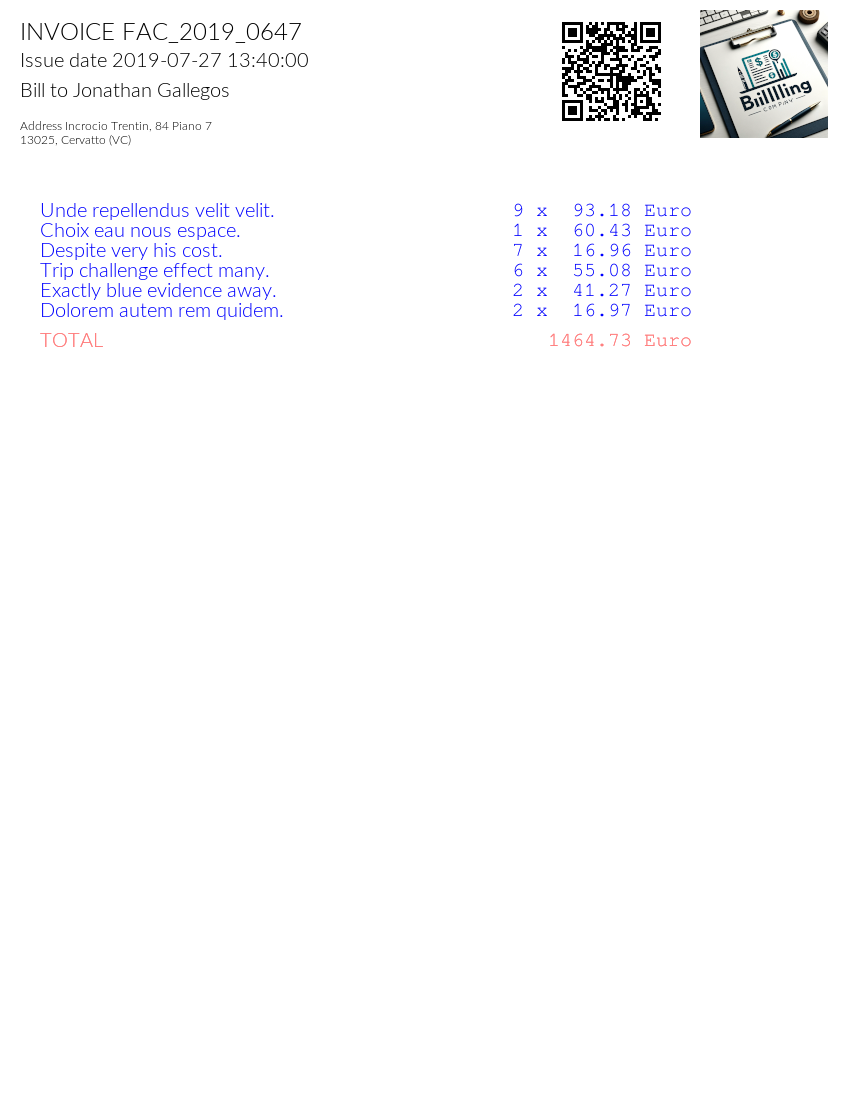 INVOICE FAC_2019_0647
Issue date 2019-07-27 13:40:00
Bill to Jonathan Gallegos
Address Incrocio Trentin, 84 Piano 7
13025, Cervatto (VC)
Biillling
COMPANY
Unde repellendus velit velit. 9 x 93.18 Euro
Choix eau nous espace. 1 x 60.43 Euro
Despite very his cost. 7 x 16.96 Euro
Trip challenge effect many. 6 x 55.08 Euro
Exactly blue evidence away. 2 x 41.27 Euro
Dolorem autem rem quidem. 2 x 16.97 Euro
TOTAL 1464.73 Euro